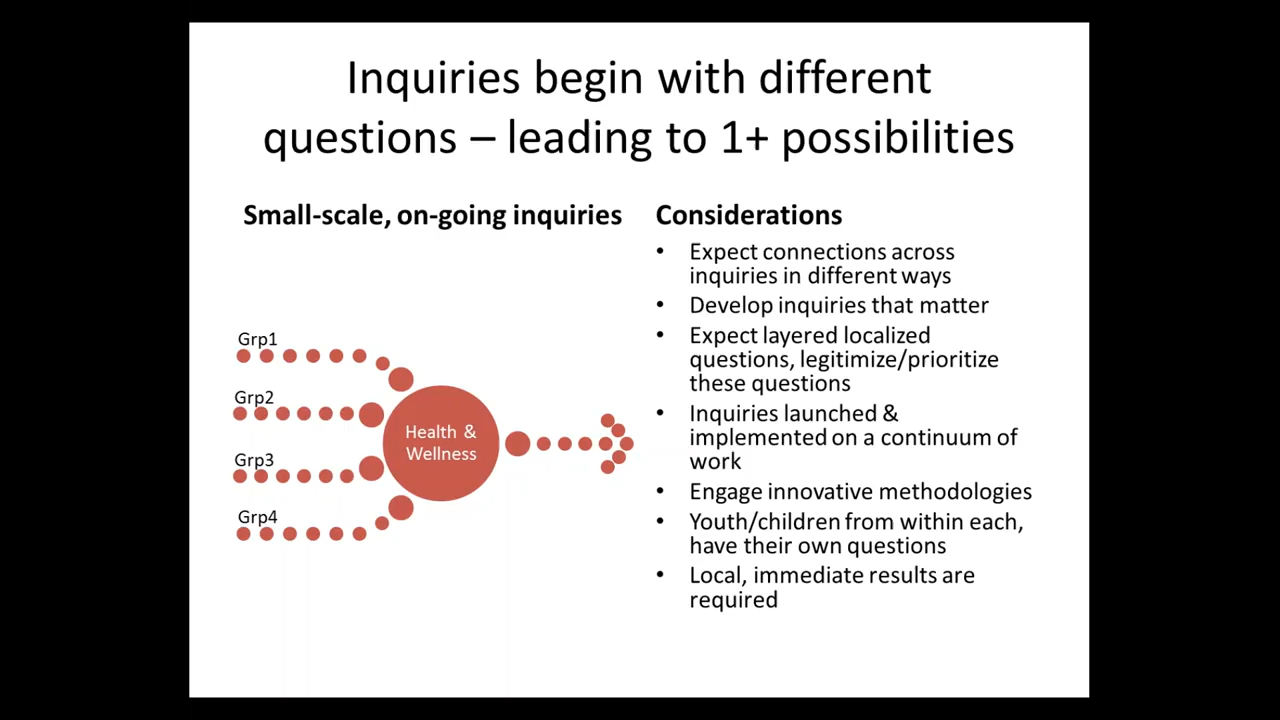 Inquiries begin with different
questions – leading to 1+ possibilities
Small-scale, on-going inquiries
Grp1
Grp2
Grp3
Grp4
Health &
Wellness
Considerations
• Expect connections across
inquiries in different ways
• Develop inquiries that matter
• Expect layered localized
questions, legitimize/prioritize
these questions
• Inquiries launched &
implemented on a continuum of
work
• Engage innovative methodologies
• Youth/children from within each,
have their own questions
• Local, immediate results are
required